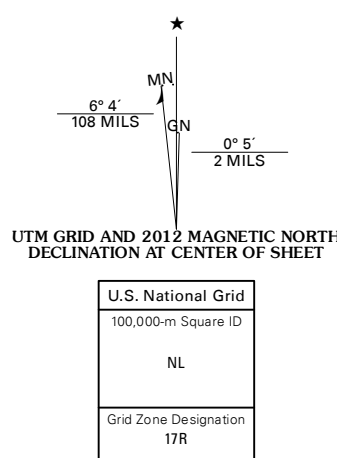 ★
MN
6° 4´
108 MILS
GN
0° 5´
2 MILS
UTM GRID AND 2012 MAGNETIC NORTH
DECLINATION AT CENTER OF SHEET
U.S. National Grid
100,000-m Square ID
NL
Grid Zone Designation
17R